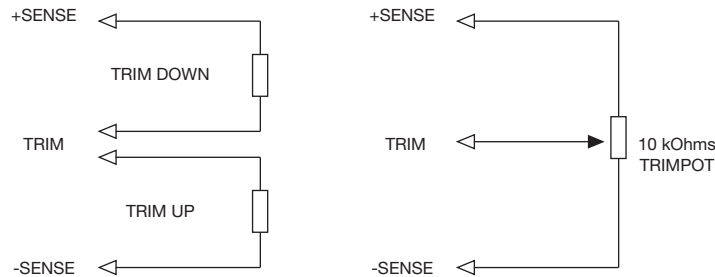 +SENSE
TRIM DOWN
TRIM
TRIM UP
-SENSE
+SENSE
TRIM
10 kOhms
TRIMPOT
-SENSE